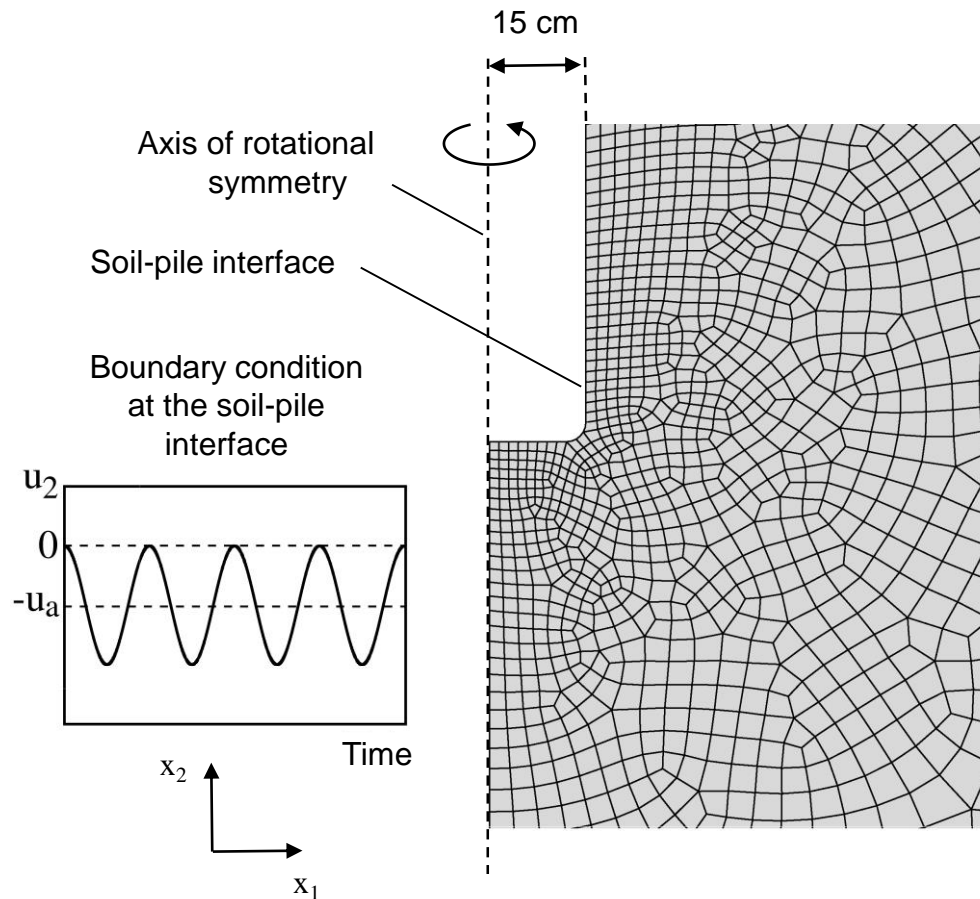 15 cm
Axis of rotational
symmetry
Soil-pile interface
Boundary condition
at the soil-pile
interface
u₂
0
-uₐ
Time
x₂
x₁